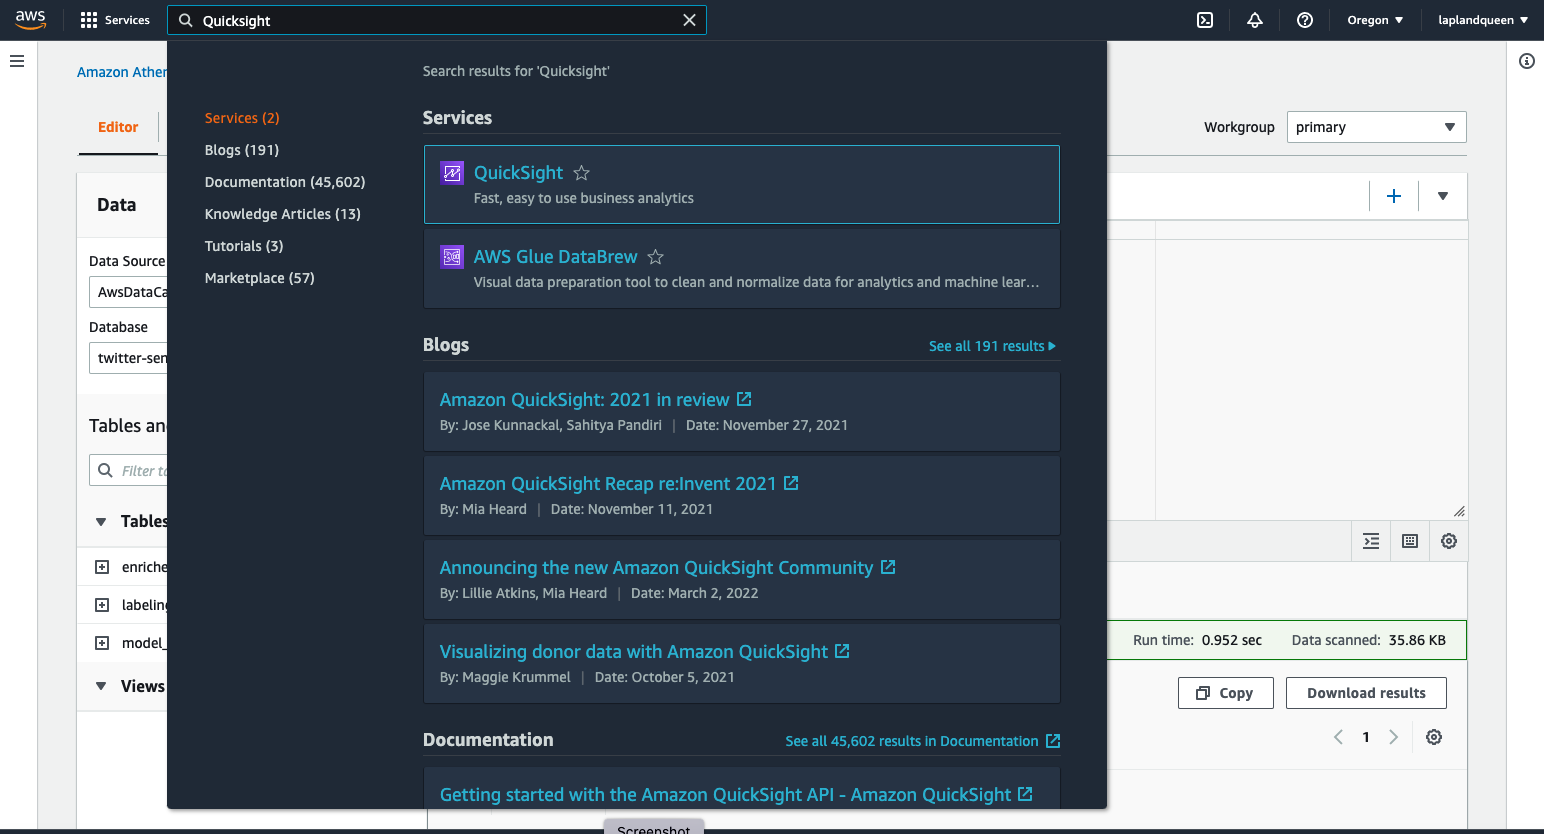 aws
Services
Quicksight
Oregon
laplandqueen
Amazon Ather
Search results for 'Quicksight'
Services (2)
Blogs (191)
Documentation (45,602)
Knowledge Articles (13)
Tutorials (3)
Marketplace (57)
Services
QuickSight
Fast, easy to use business analytics
AWS Glue DataBrew
Visual data preparation tool to clean and normalize data for analytics and machine lear…
Blogs
See all 191 results
Amazon QuickSight: 2021 in review
By: Jose Kunnackal, Sahitya Pandiri | Date: November 27, 2021
Amazon QuickSight Recap re:Invent 2021
By: Mia Heard | Date: November 11, 2021
Announcing the new Amazon QuickSight Community
By: Lillie Atkins, Mia Heard | Date: March 2, 2022
Visualizing donor data with Amazon QuickSight
By: Maggie Krummel | Date: October 5, 2021
Documentation
See all 45,602 results in Documentation
Getting started with the Amazon QuickSight API - Amazon QuickSight
Editor
Workgroup
primary
Data
Data Source
AwsDataCa
Database
twitter-sen
Tables and
Filter ta
Tables
enriche
labeling
model_
Views
Run time: 0.952 sec Data scanned: 35.86 KB
Copy
Download results
1
Screenshot